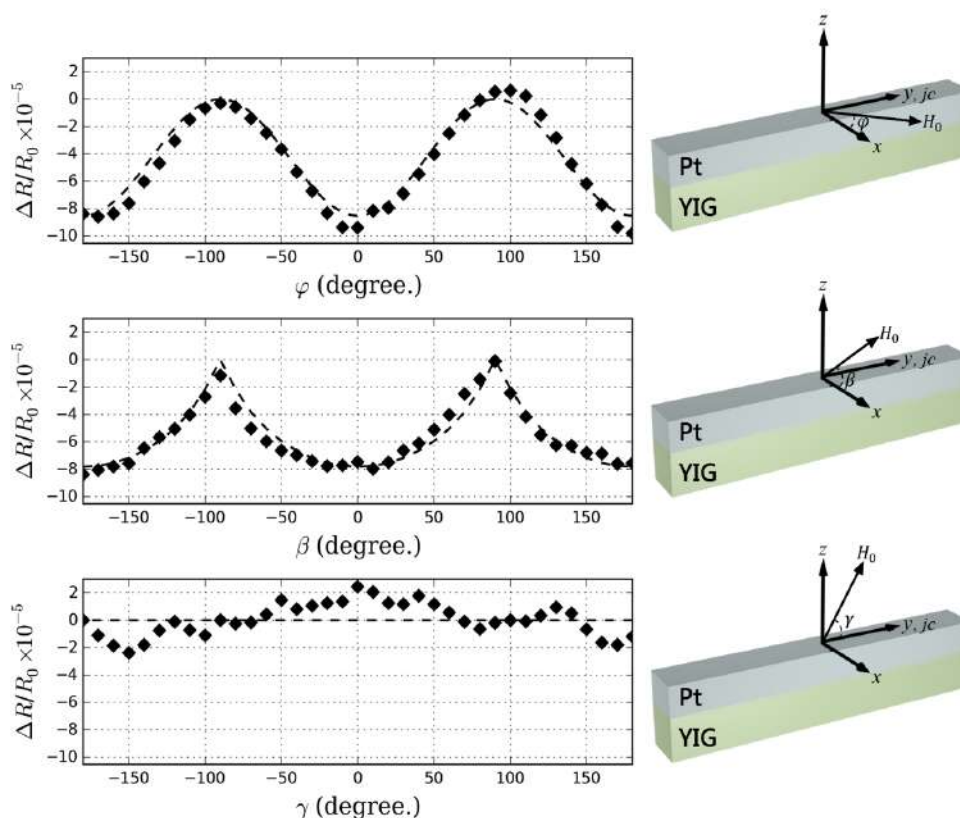 ΔR/R₀ ×10⁻⁵
2
0
−2
−4
−6
−8
−10
−150 −100 −50 0 50 100 150
φ (degree.)
z
y, jc
φ
H₀
x
Pt
YIG
ΔR/R₀ ×10⁻⁵
2
0
−2
−4
−6
−8
−10
−150 −100 −50 0 50 100 150
β (degree.)
z
H₀
y, jc
β
x
Pt
YIG
ΔR/R₀ ×10⁻⁵
2
0
−2
−4
−6
−8
−10
−150 −100 −50 0 50 100 150
γ (degree.)
z
H₀
γ
y, jc
x
Pt
YIG